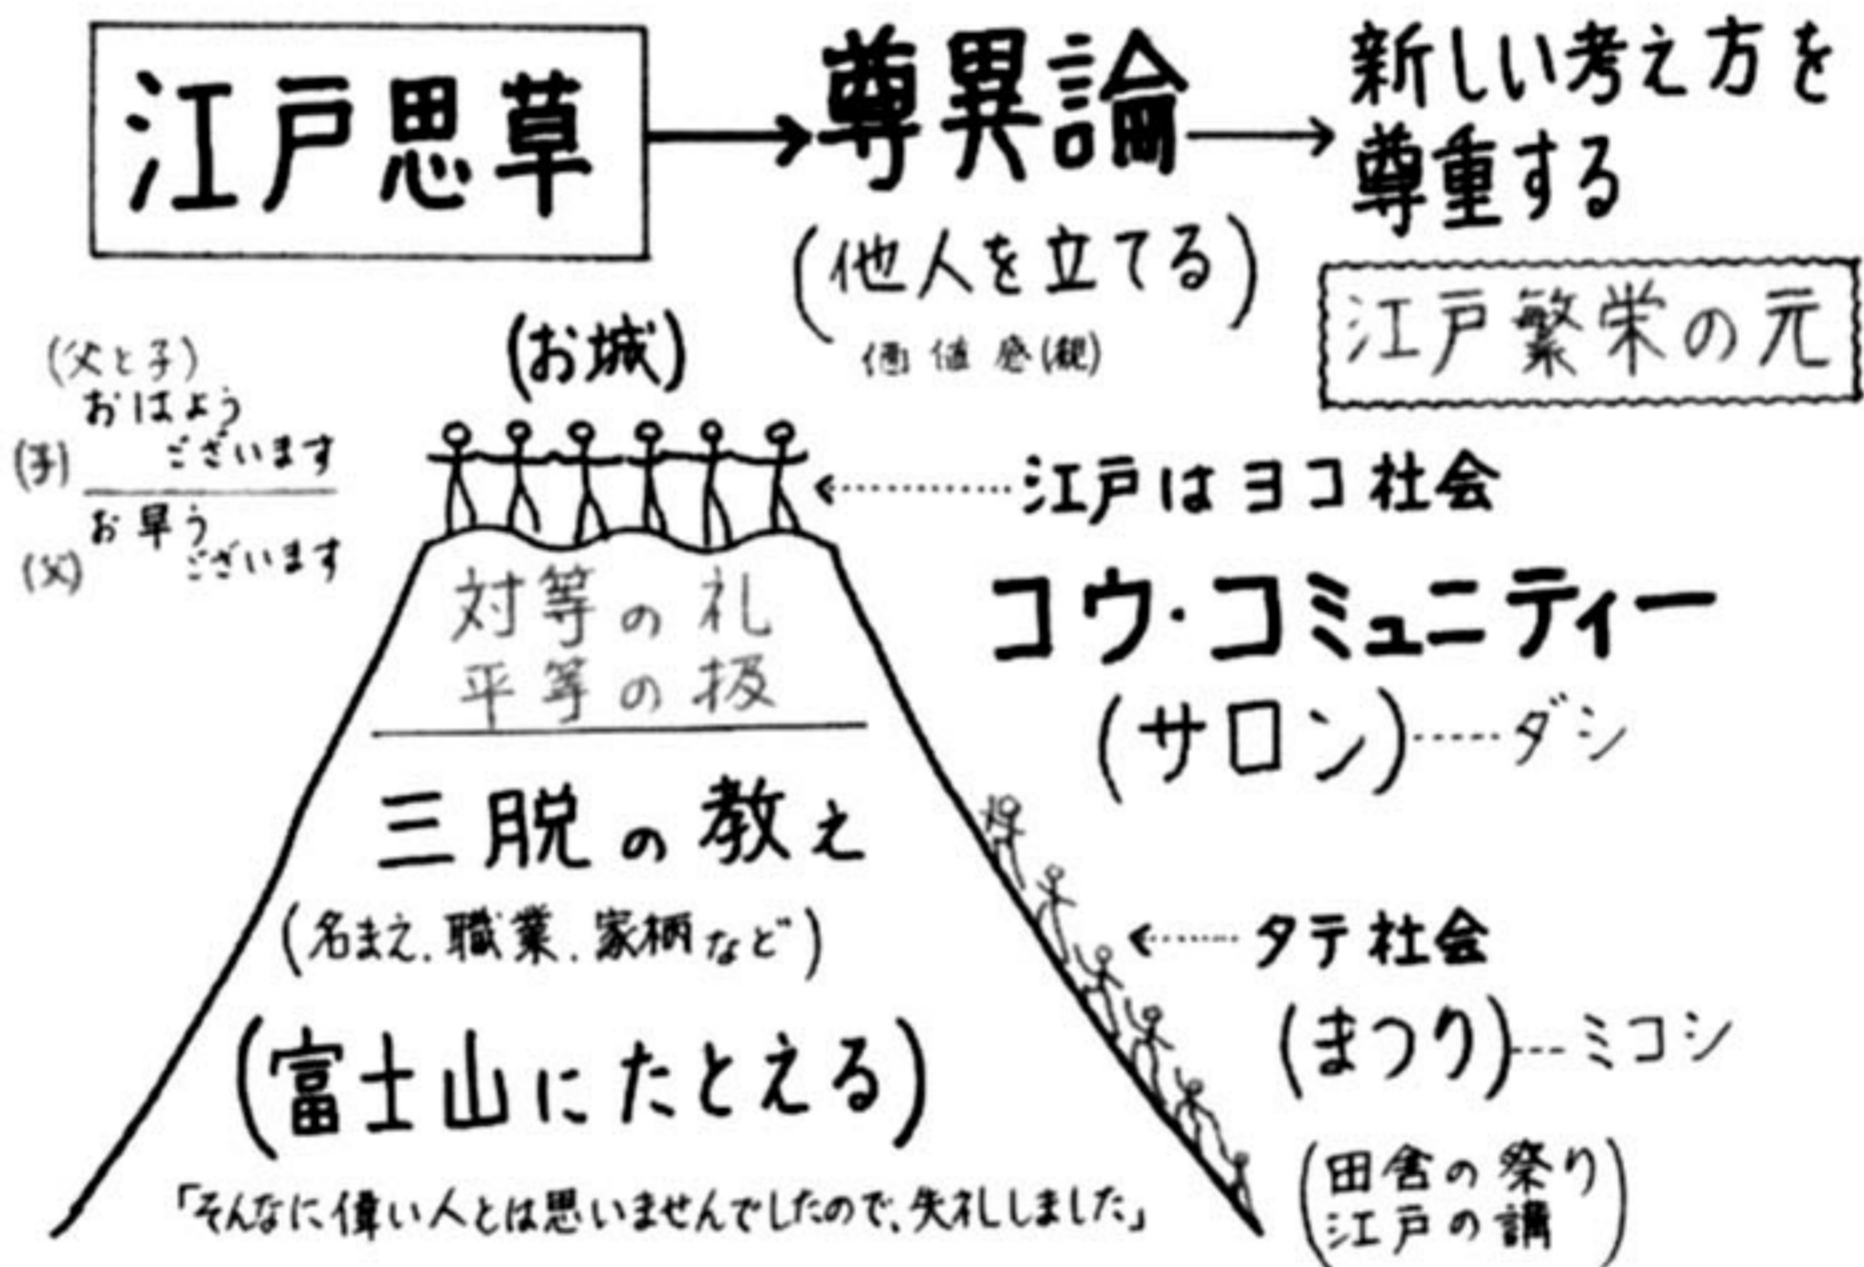 江戸思草
尊異論
新しい考え方を
尊重する
(他人を立てる)
価値感(観)
江戸繁栄の元
(お城)
(父と子)
おはよう
(子) ございます
お早う
(父) ございます
江戸はヨコ社会
対等の礼
平等の扱
コウ・コミュニティー
(サロン)……ダシ
三脱の教え
(名まえ、職業、家柄など)
タテ社会
(まつり)…ミコシ
(富士山にたとえる)
(田舎の祭り
江戸の講)
「そんなに偉い人とは思いませんでしたので、失礼しました」